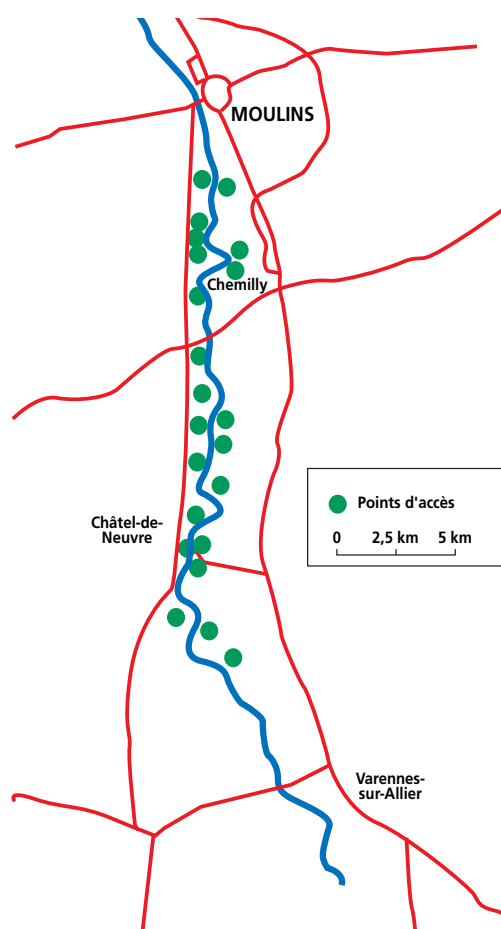 MOULINS
Chemilly
Points d'accès
0 2,5 km 5 km
Châtel-de-
Neuvre
Varennes-
sur-Allier